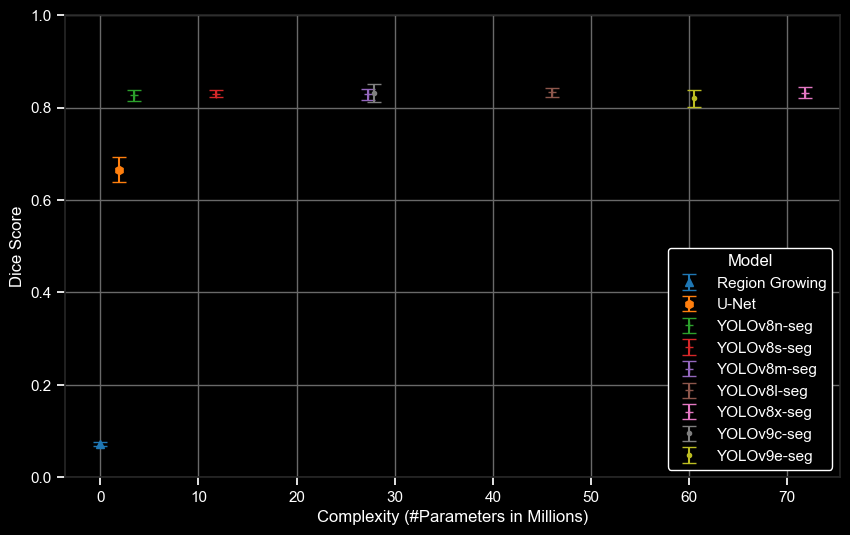 1.0
0.8
0.6
0.4
0.2
0.0
Dice Score
0 10 20 30 40 50 60 70
Complexity (#Parameters in Millions)
Model
Region Growing
U-Net
YOLOv8n-seg
YOLOv8s-seg
YOLOv8m-seg
YOLOv8l-seg
YOLOv8x-seg
YOLOv9c-seg
YOLOv9e-seg